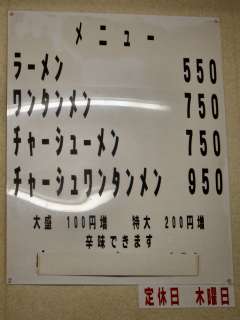 メニュー
ラーメン 550
ワンタンメン 750
チャーシューメン 750
チャーシュワンタンメン 950
大盛 100円増 特大 200円増
辛味できます
定休日 木曜日